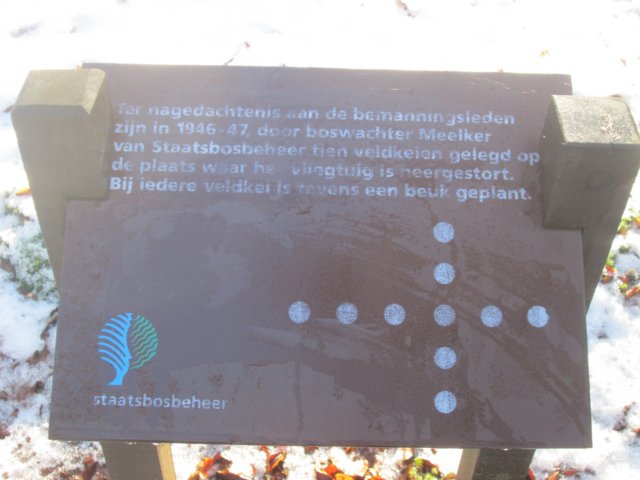 Ter nagedachtenis aan de bemanningsleden
zijn in 1946-47, door boswachter Meelker
van Staatsbosbeheer tien veldkeien gelegd op
de plaats waar het vliegtuig is neergestort.
Bij iedere veldkei is tevens een beuk geplant.
staatsbosbeheer